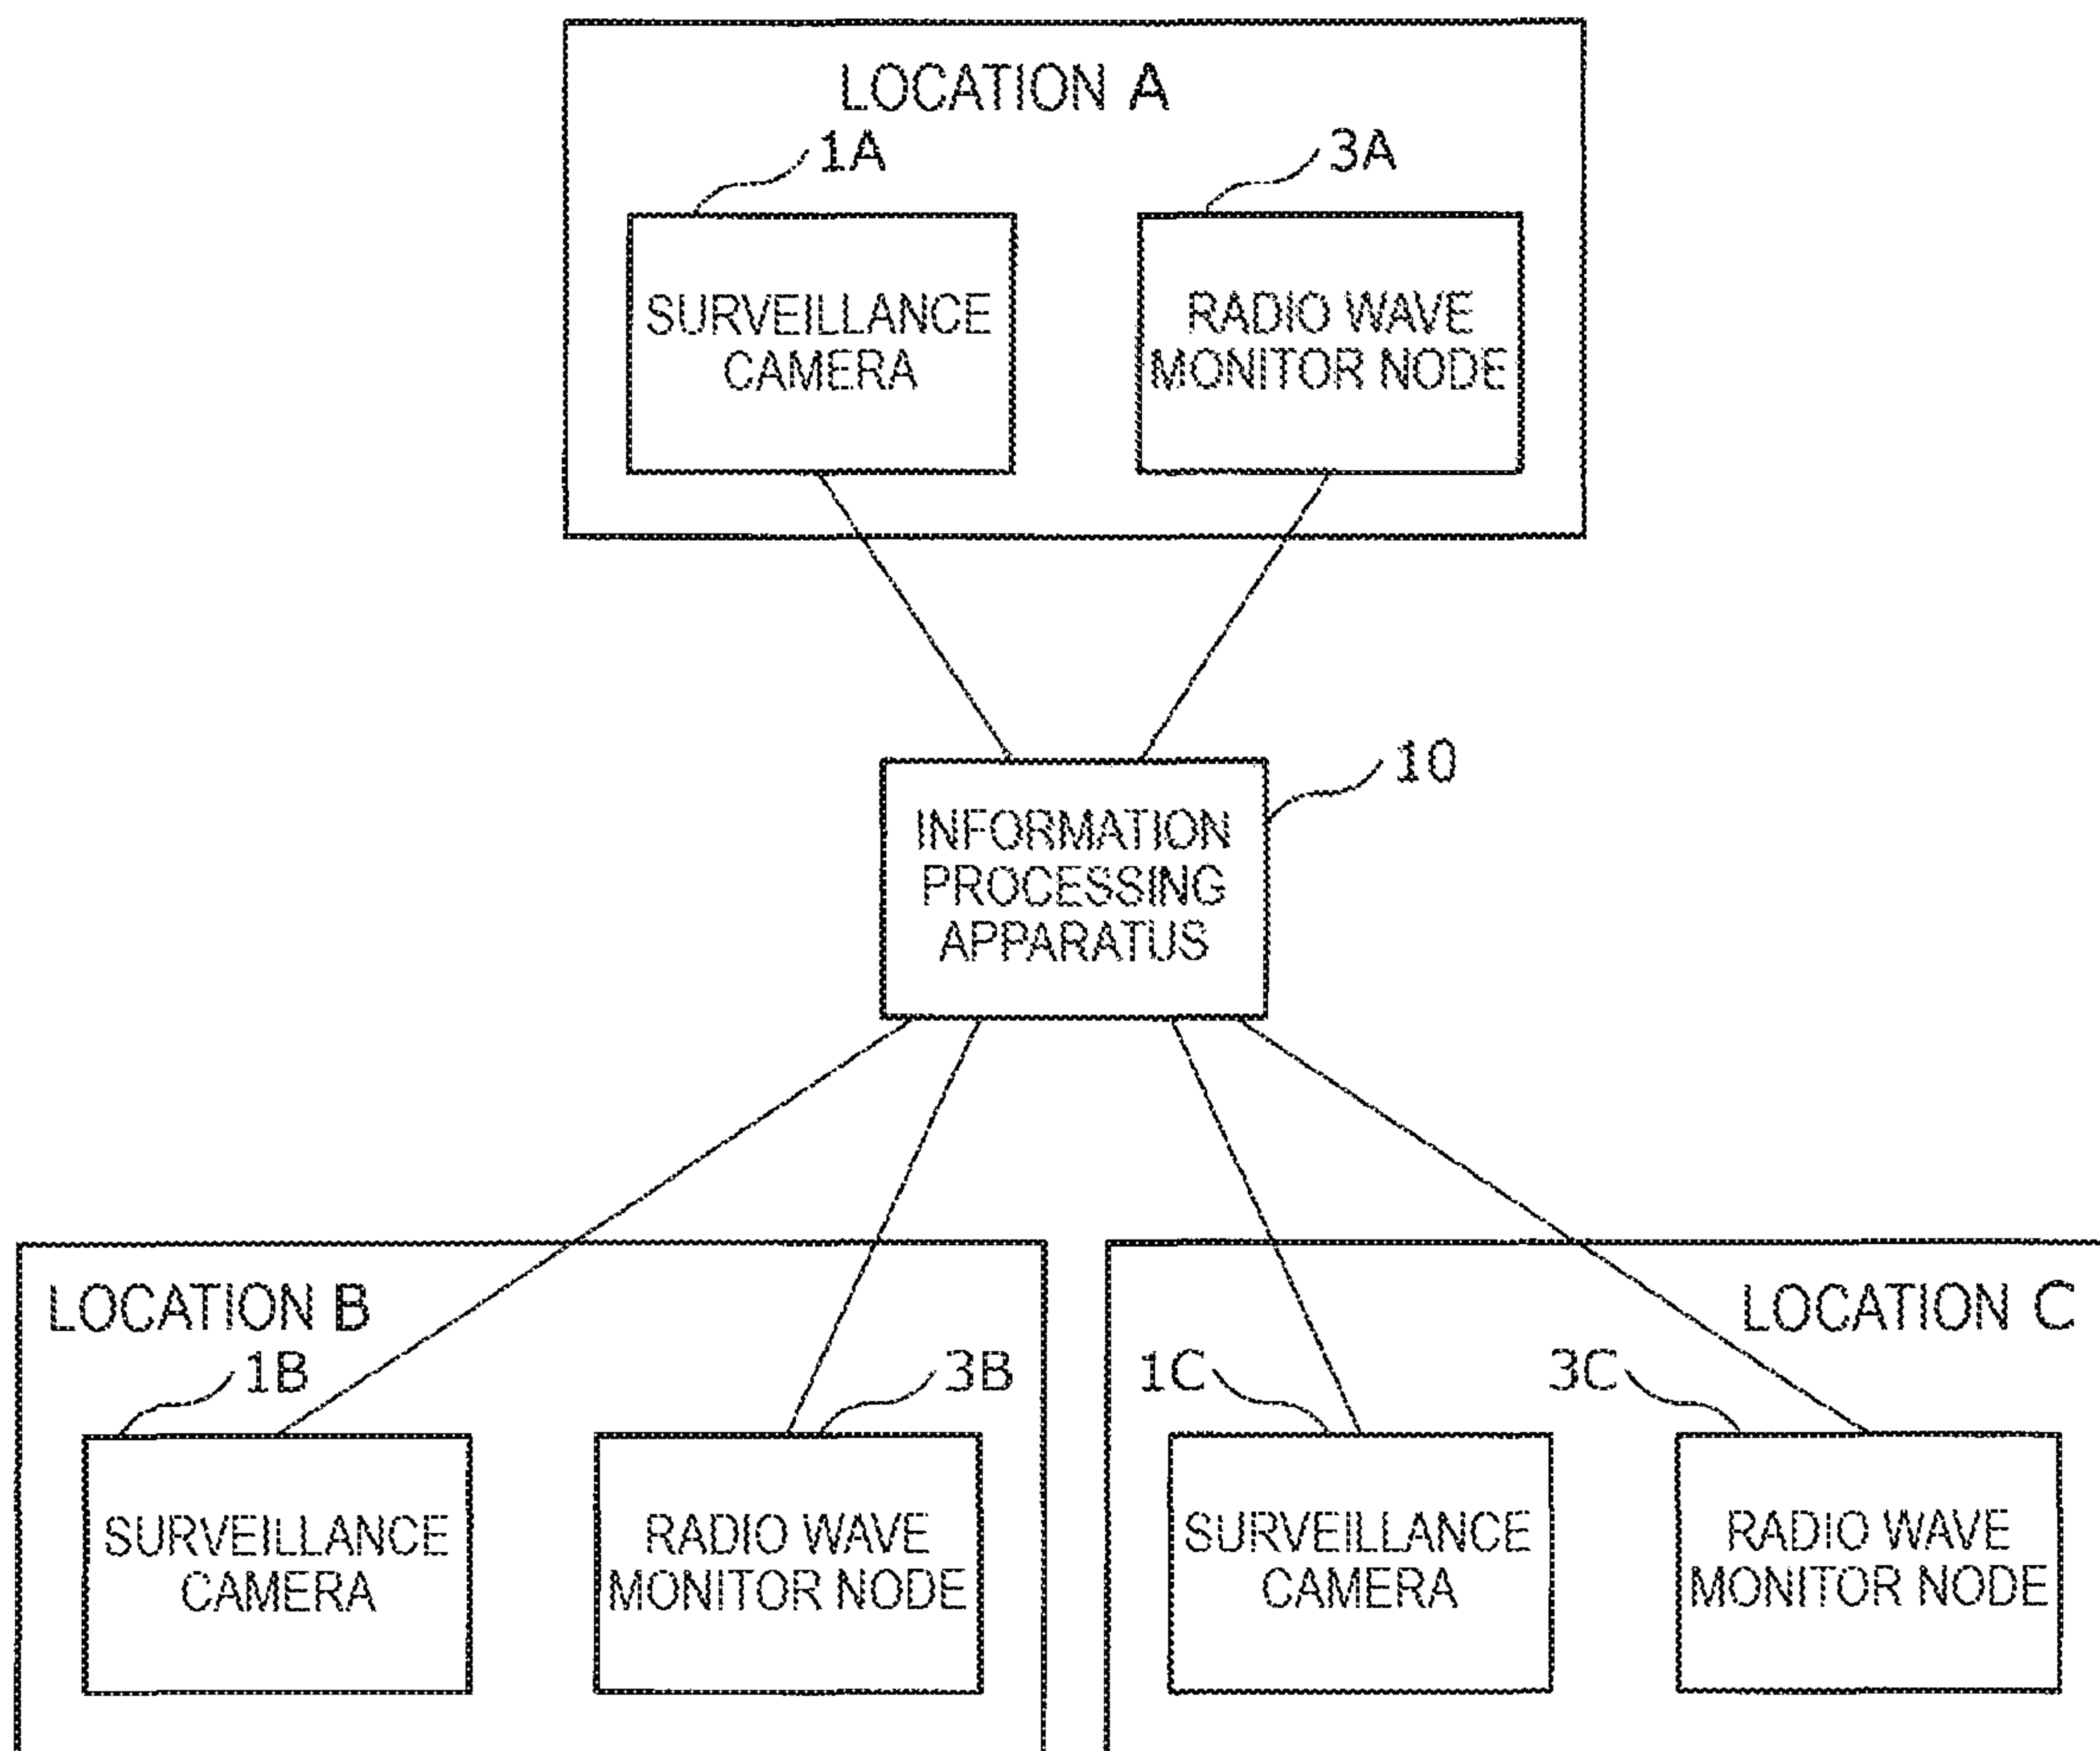 LOCATION A
1A
3A
SURVEILLANCE
CAMERA
RADIO WAVE
MONITOR NODE
10
INFORMATION
PROCESSING
APPARATUS
LOCATION B
LOCATION C
1B
3B
1C
3C
SURVEILLANCE
CAMERA
RADIO WAVE
MONITOR NODE
SURVEILLANCE
CAMERA
RADIO WAVE
MONITOR NODE